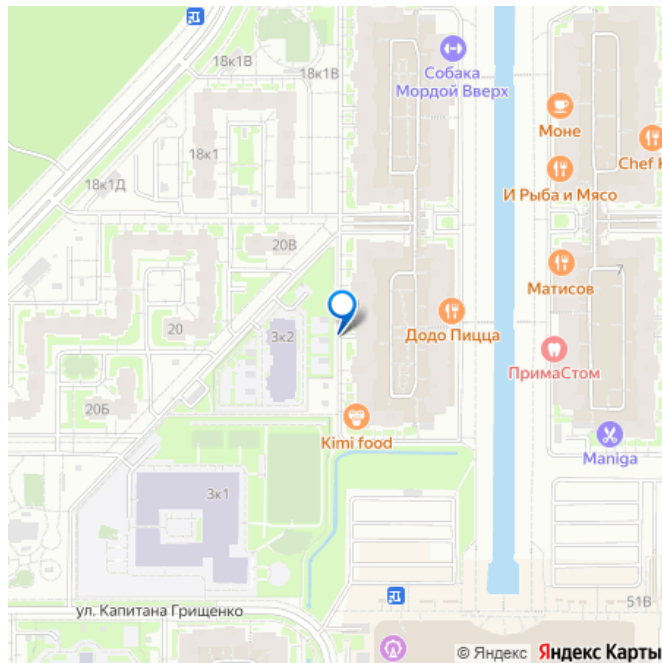 18к1В
18к1В
Собака
Мордой Вверх
Моне
Chef
18к1
18к1Д
И Рыба и Мясо
20В
7
Матисов
20
3к2
Додо Пицца
ПримаСтом
20Б
Kimi food
Maniga
3к1
ул. Капитана Грищенко
51В
© Яндекс Яндекс Карты